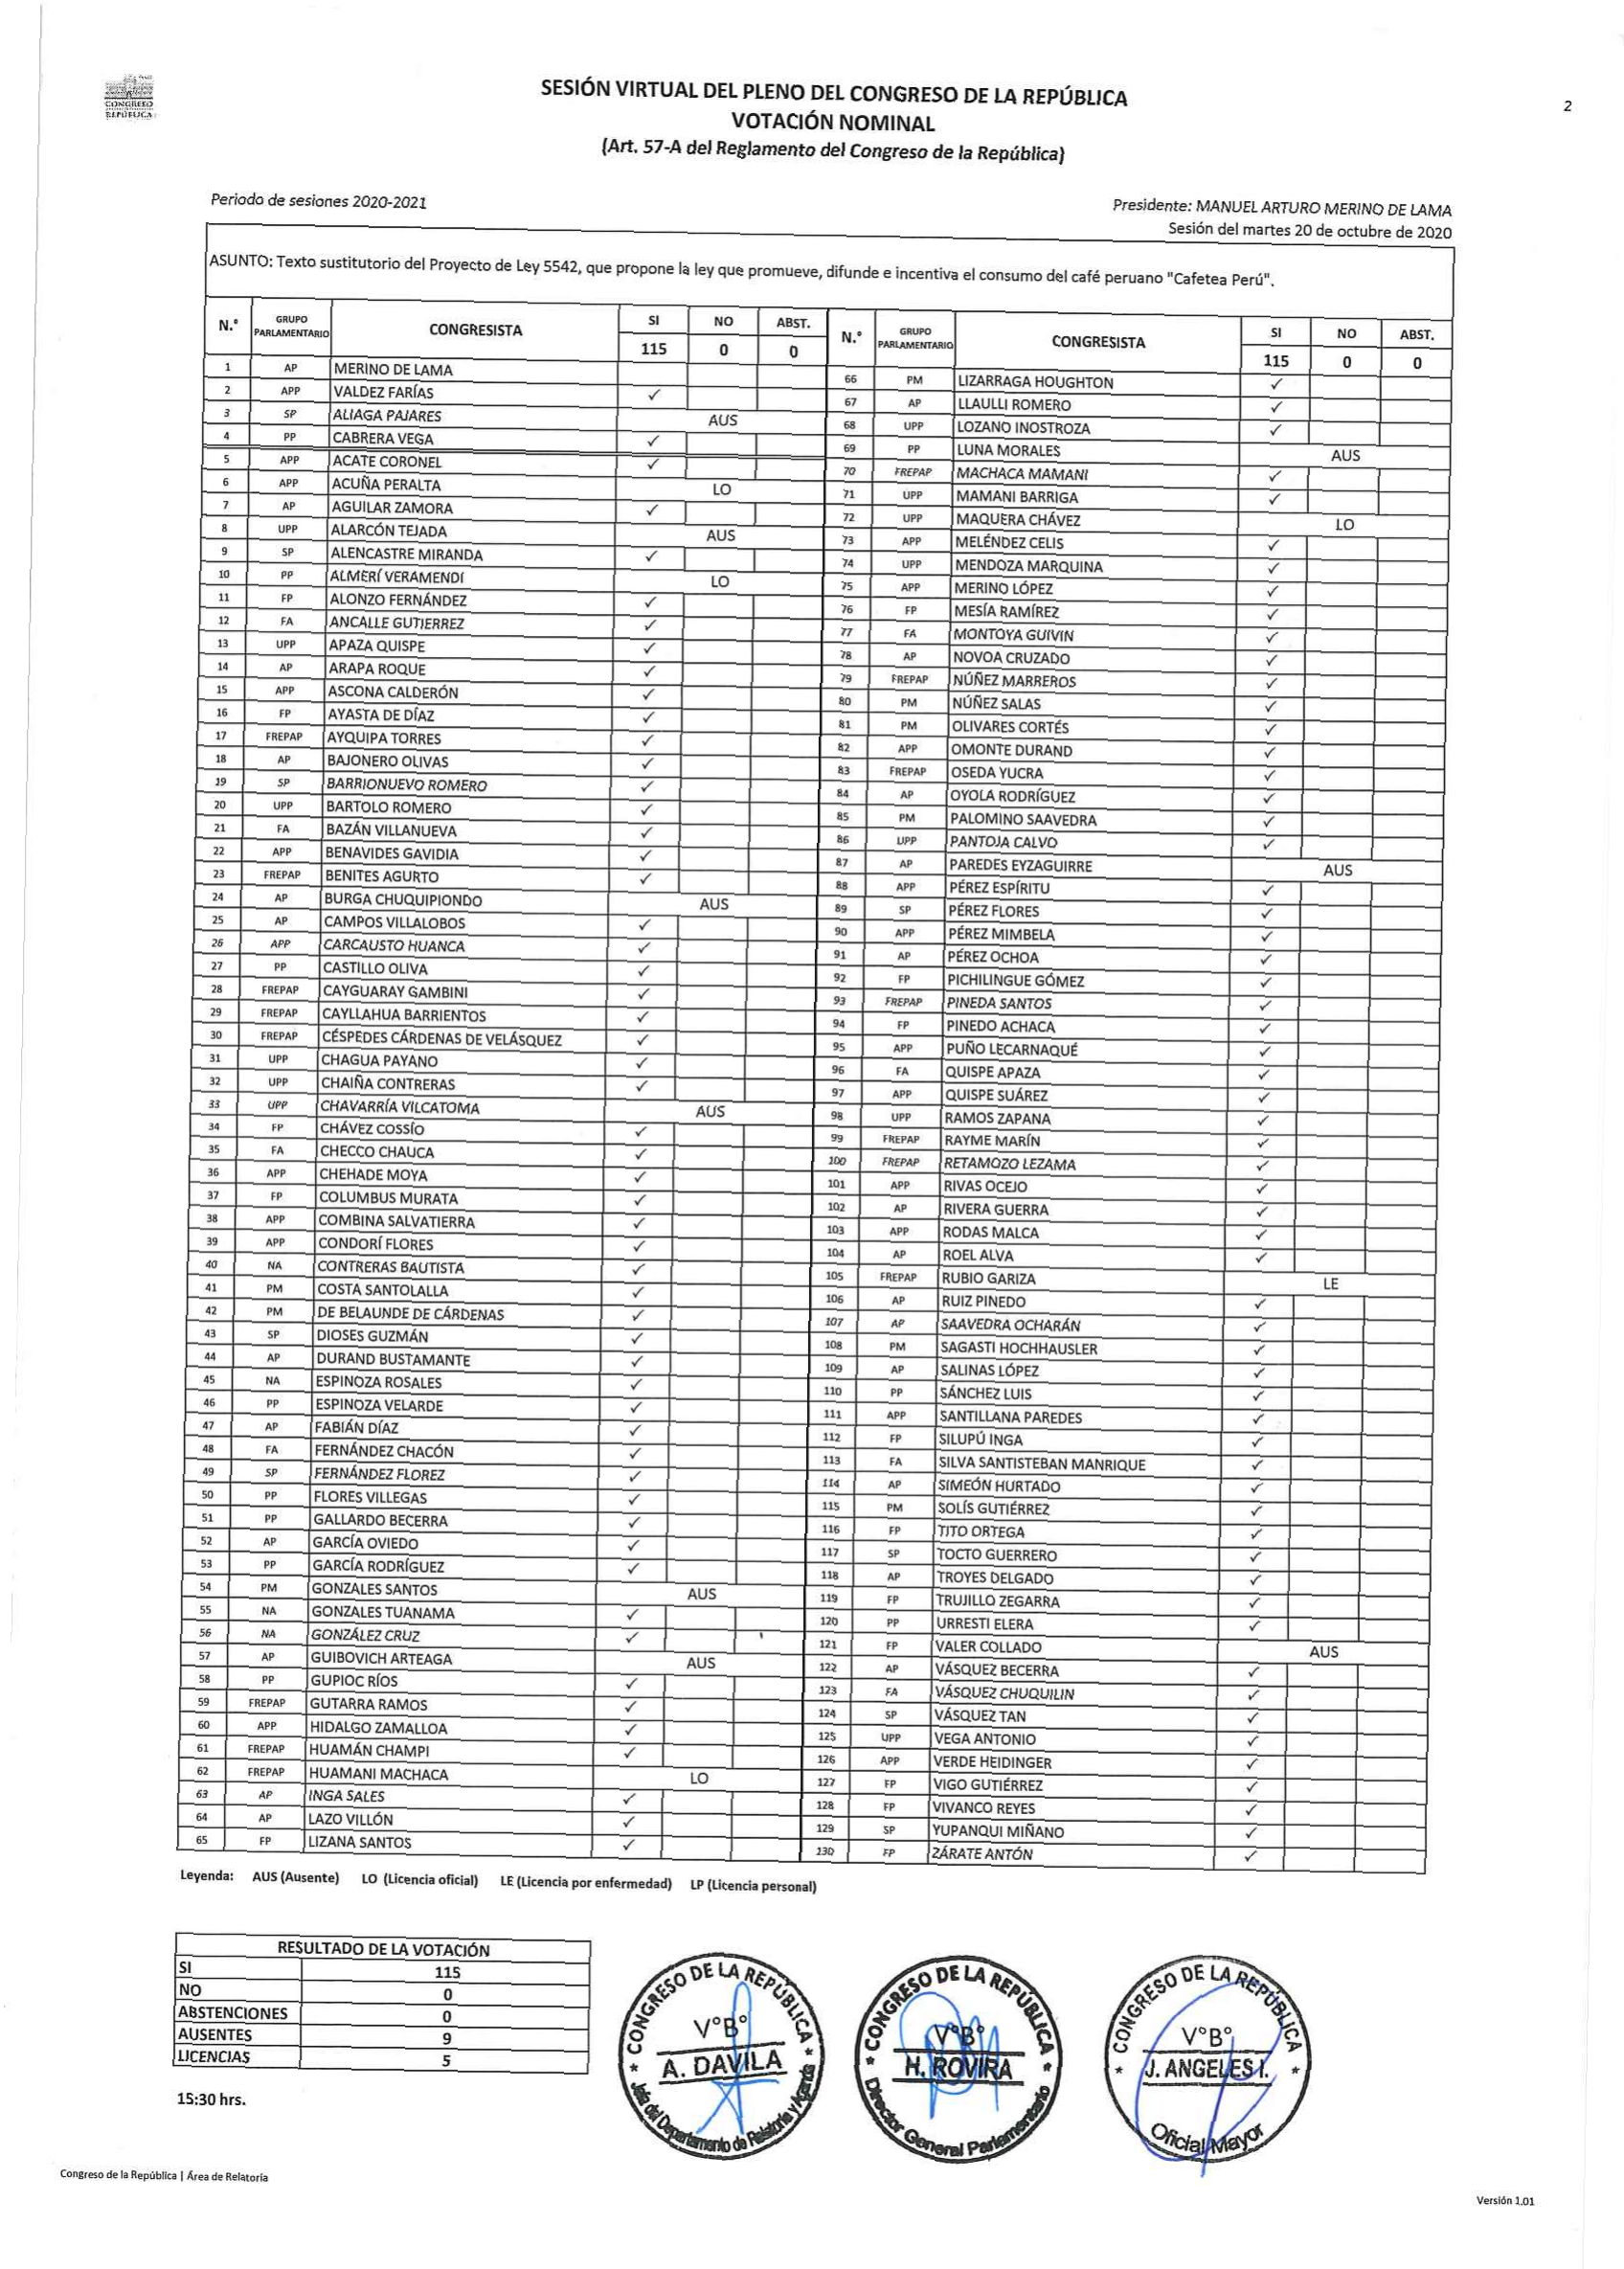 CONGRESO
REPÚBLICA
SESIÓN VIRTUAL DEL PLENO DEL CONGRESO DE LA REPÚBLICA
VOTACIÓN NOMINAL
(Art. 57-A del Reglamento del Congreso de la República)
2
Periodo de sesiones 2020-2021
Presidente: MANUEL ARTURO MERINO DE LAMA
Sesión del martes 20 de octubre de 2020
ASUNTO: Texto sustitutorio del Proyecto de Ley 5542, que propone la ley que promueve, difunde e incentiva el consumo del café peruano "Cafetea Perú".
N.° GRUPO PARLAMENTARIO CONGRESISTA SI NO ABST.
115 0 0
1 AP MERINO DE LAMA
2 APP VALDEZ FARÍAS ✓
3 SP ALIAGA PAJARES AUS
4 PP CABRERA VEGA ✓
5 APP ACATE CORONEL ✓
6 APP ACUÑA PERALTA LO
7 AP AGUILAR ZAMORA ✓
8 UPP ALARCÓN TEJADA AUS
9 SP ALENCASTRE MIRANDA ✓
10 PP ALMERÍ VERAMENDI LO
11 FP ALONZO FERNÁNDEZ ✓
12 FA ANCALLE GUTIERREZ ✓
13 UPP APAZA QUISPE ✓
14 AP ARAPA ROQUE ✓
15 APP ASCONA CALDERÓN ✓
16 FP AYASTA DE DÍAZ ✓
17 FREPAP AYQUIPA TORRES ✓
18 AP BAJONERO OLIVAS ✓
19 SP BARRIONUEVO ROMERO ✓
20 UPP BARTOLO ROMERO ✓
21 FA BAZÁN VILLANUEVA ✓
22 APP BENAVIDES GAVIDIA ✓
23 FREPAP BENITES AGURTO ✓
24 AP BURGA CHUQUIPIONDO AUS
25 AP CAMPOS VILLALOBOS ✓
26 APP CARCAUSTO HUANCA ✓
27 PP CASTILLO OLIVA ✓
28 FREPAP CAYGUARAY GAMBINI ✓
29 FREPAP CAYLLAHUA BARRIENTOS ✓
30 FREPAP CÉSPEDES CÁRDENAS DE VELÁSQUEZ ✓
31 UPP CHAGUA PAYANO ✓
32 UPP CHAIÑA CONTRERAS ✓
33 UPP CHAVARRÍA VILCATOMA AUS
34 FP CHÁVEZ COSSÍO ✓
35 FA CHECCO CHAUCA ✓
36 APP CHEHADE MOYA ✓
37 FP COLUMBUS MURATA ✓
38 APP COMBINA SALVATIERRA ✓
39 APP CONDORÍ FLORES ✓
40 NA CONTRERAS BAUTISTA ✓
41 PM COSTA SANTOLALLA ✓
42 PM DE BELAUNDE DE CÁRDENAS ✓
43 SP DIOSES GUZMÁN ✓
44 AP DURAND BUSTAMANTE ✓
45 NA ESPINOZA ROSALES ✓
46 PP ESPINOZA VELARDE ✓
47 AP FABIÁN DÍAZ ✓
48 FA FERNÁNDEZ CHACÓN ✓
49 SP FERNÁNDEZ FLOREZ ✓
50 PP FLORES VILLEGAS ✓
51 PP GALLARDO BECERRA ✓
52 AP GARCÍA OVIEDO ✓
53 PP GARCÍA RODRÍGUEZ ✓
54 PM GONZALES SANTOS AUS
55 NA GONZALES TUANAMA ✓
56 NA GONZÁLEZ CRUZ ✓
57 AP GUIBOVICH ARTEAGA AUS
58 PP GUPIOC RÍOS ✓
59 FREPAP GUTARRA RAMOS ✓
60 APP HIDALGO ZAMALLOA ✓
61 FREPAP HUAMÁN CHAMPI ✓
62 FREPAP HUAMANI MACHACA LO
63 AP INGA SALES ✓
64 AP LAZO VILLÓN ✓
65 FP LIZANA SANTOS ✓
N.° GRUPO PARLAMENTARIO CONGRESISTA SI NO ABST.
115 0 0
66 PM LIZARRAGA HOUGHTON ✓
67 AP LLAULLI ROMERO ✓
68 UPP LOZANO INOSTROZA ✓
69 PP LUNA MORALES AUS
70 FREPAP MACHACA MAMANI ✓
71 UPP MAMANI BARRIGA ✓
72 UPP MAQUERA CHÁVEZ LO
73 APP MELÉNDEZ CELIS ✓
74 UPP MENDOZA MARQUINA ✓
75 APP MERINO LÓPEZ ✓
76 FP MESÍA RAMÍREZ ✓
77 FA MONTOYA GUIVIN ✓
78 AP NOVOA CRUZADO ✓
79 FREPAP NÚÑEZ MARREROS ✓
80 PM NÚÑEZ SALAS ✓
81 PM OLIVARES CORTÉS ✓
82 APP OMONTE DURAND ✓
83 FREPAP OSEDA YUCRA ✓
84 AP OYOLA RODRÍGUEZ ✓
85 PM PALOMINO SAAVEDRA ✓
86 UPP PANTOJA CALVO ✓
87 AP PAREDES EYZAGUIRRE AUS
88 APP PÉREZ ESPÍRITU ✓
89 SP PÉREZ FLORES ✓
90 APP PÉREZ MIMBELA ✓
91 AP PÉREZ OCHOA ✓
92 FP PICHILINGUE GÓMEZ ✓
93 FREPAP PINEDA SANTOS ✓
94 FP PINEDO ACHACA ✓
95 APP PUÑO LECARNAQUÉ ✓
96 FA QUISPE APAZA ✓
97 APP QUISPE SUÁREZ ✓
98 UPP RAMOS ZAPANA ✓
99 FREPAP RAYME MARÍN ✓
100 FREPAP RETAMOZO LEZAMA ✓
101 APP RIVAS OCEJO ✓
102 AP RIVERA GUERRA ✓
103 APP RODAS MALCA ✓
104 AP ROEL ALVA ✓
105 FREPAP RUBIO GARIZA LE
106 AP RUIZ PINEDO ✓
107 AP SAAVEDRA OCHARÁN ✓
108 PM SAGASTI HOCHHAUSLER ✓
109 AP SALINAS LÓPEZ ✓
110 PP SÁNCHEZ LUIS ✓
111 APP SANTILLANA PAREDES ✓
112 FP SILUPÚ INGA ✓
113 FA SILVA SANTISTEBAN MANRIQUE ✓
114 AP SIMEÓN HURTADO ✓
115 PM SOLÍS GUTIÉRREZ ✓
116 FP TITO ORTEGA ✓
117 SP TOCTO GUERRERO ✓
118 AP TROYES DELGADO ✓
119 FP TRUJILLO ZEGARRA ✓
120 PP URRESTI ELERA ✓
121 FP VALER COLLADO AUS
122 AP VÁSQUEZ BECERRA ✓
123 FA VÁSQUEZ CHUQUILIN ✓
124 SP VÁSQUEZ TAN ✓
125 UPP VEGA ANTONIO ✓
126 APP VERDE HEIDINGER ✓
127 FP VIGO GUTIÉRREZ ✓
128 FP VIVANCO REYES ✓
129 SP YUPANQUI MIÑANO ✓
130 FP ZÁRATE ANTÓN ✓
Leyenda: AUS (Ausente) LO (Licencia oficial) LE (Licencia por enfermedad) LP (Licencia personal)
RESULTADO DE LA VOTACIÓN
SI 115
NO 0
ABSTENCIONES 0
AUSENTES 9
LICENCIAS 5
15:30 hrs.
* CONGRESO DE LA REPÚBLICA *
V°B°
A. DAVILA
Jefa del Departamento de Relatoría y Agenda
* CONGRESO DE LA REPÚBLICA *
V°B°
H. ROVIRA
Director General Parlamentario
* CONGRESO DE LA REPÚBLICA *
V°B°
J. ANGELES I.
Oficial Mayor
Congreso de la República | Área de Relatoría
Versión 1.01